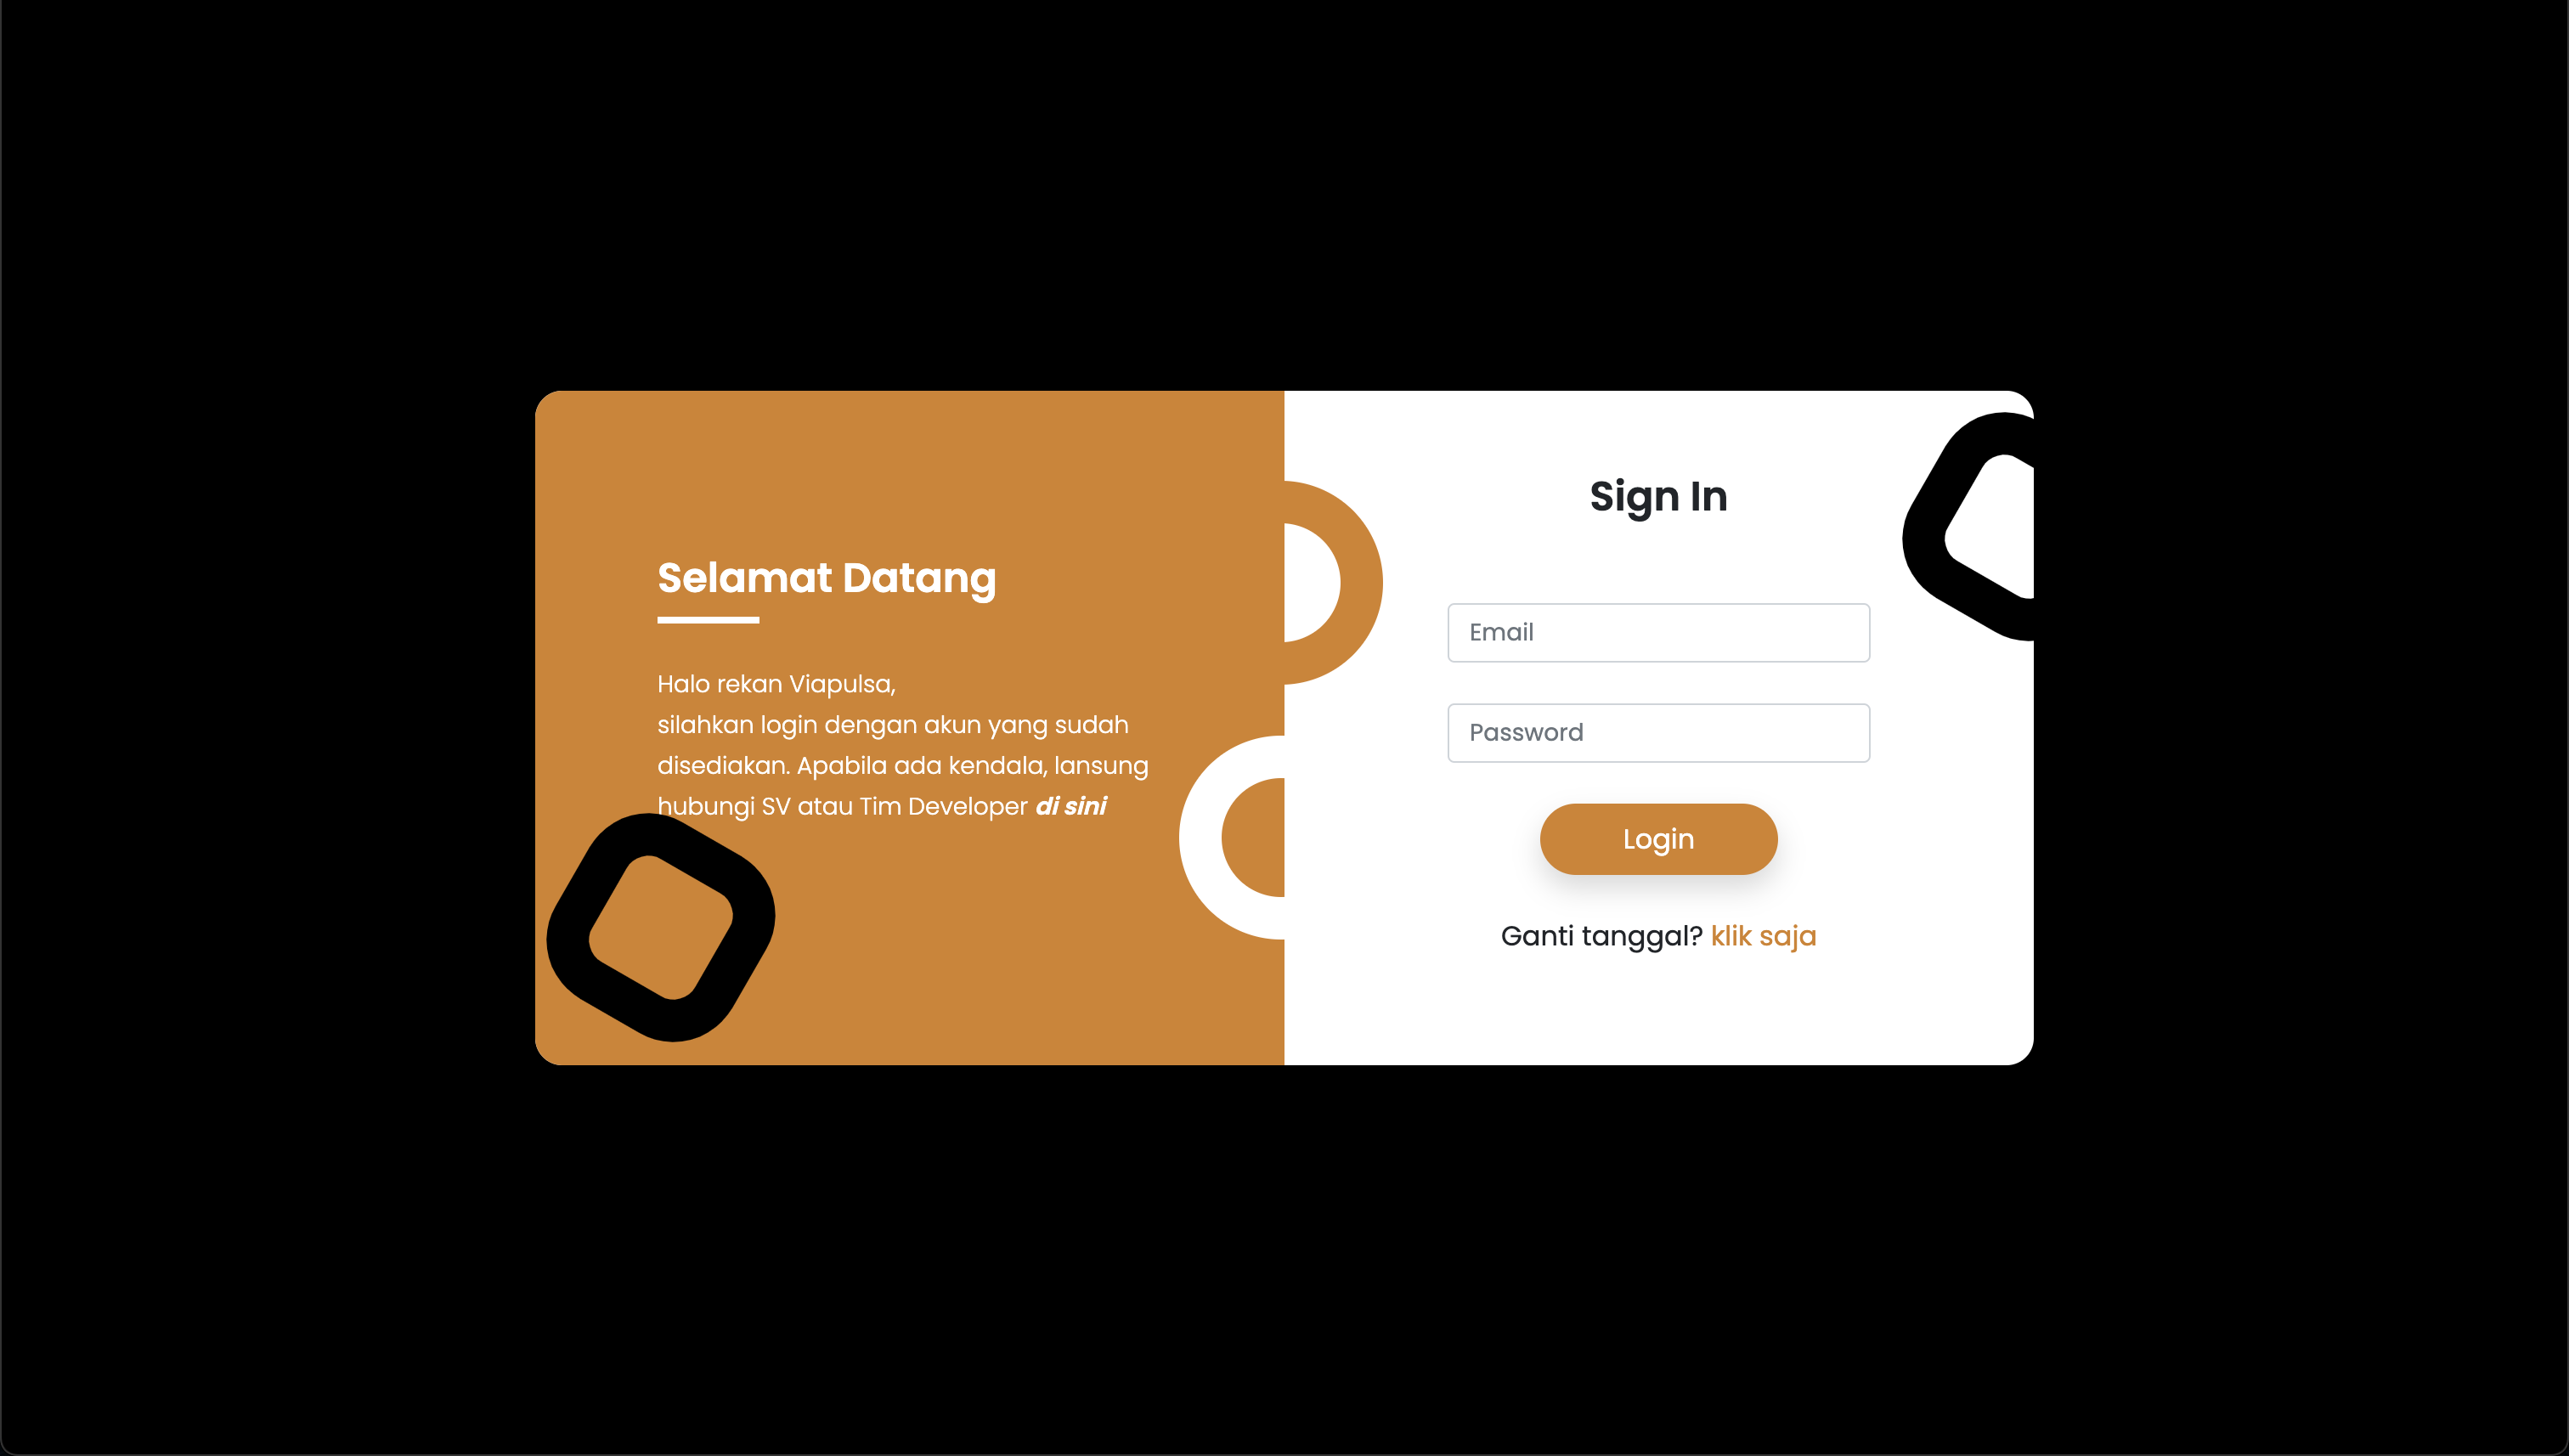 Selamat Datang
Halo rekan Viapulsa,
silahkan login dengan akun yang sudah
disediakan. Apabila ada kendala, lansung
hubungi SV atau Tim Developer di sini
Sign In
Email
Password
Login
Ganti tanggal? klik saja